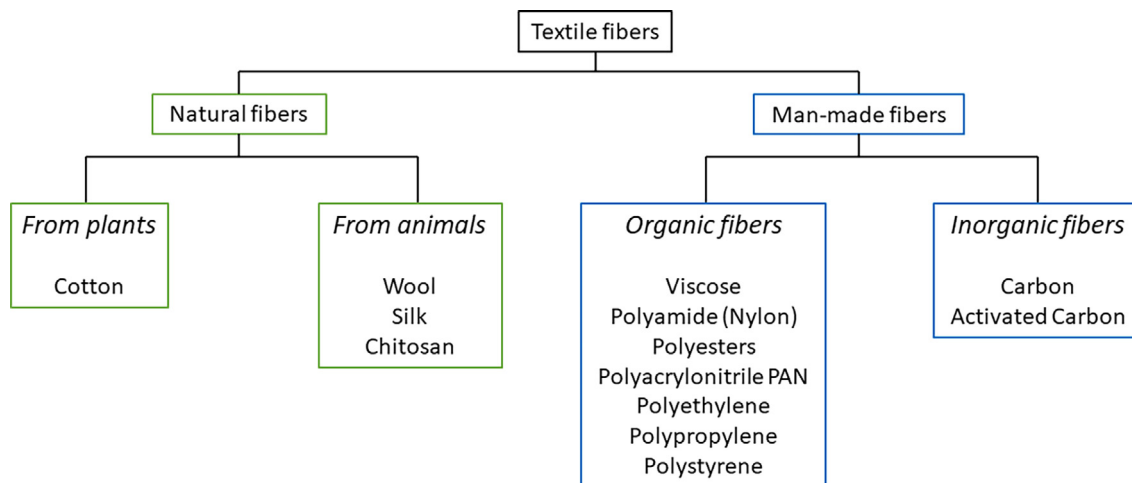 Textile fibers
Natural fibers
Man-made fibers
From plants
Cotton
From animals
Wool
Silk
Chitosan
Organic fibers
Viscose
Polyamide (Nylon)
Polyesters
Polyacrylonitrile PAN
Polyethylene
Polypropylene
Polystyrene
Inorganic fibers
Carbon
Activated Carbon